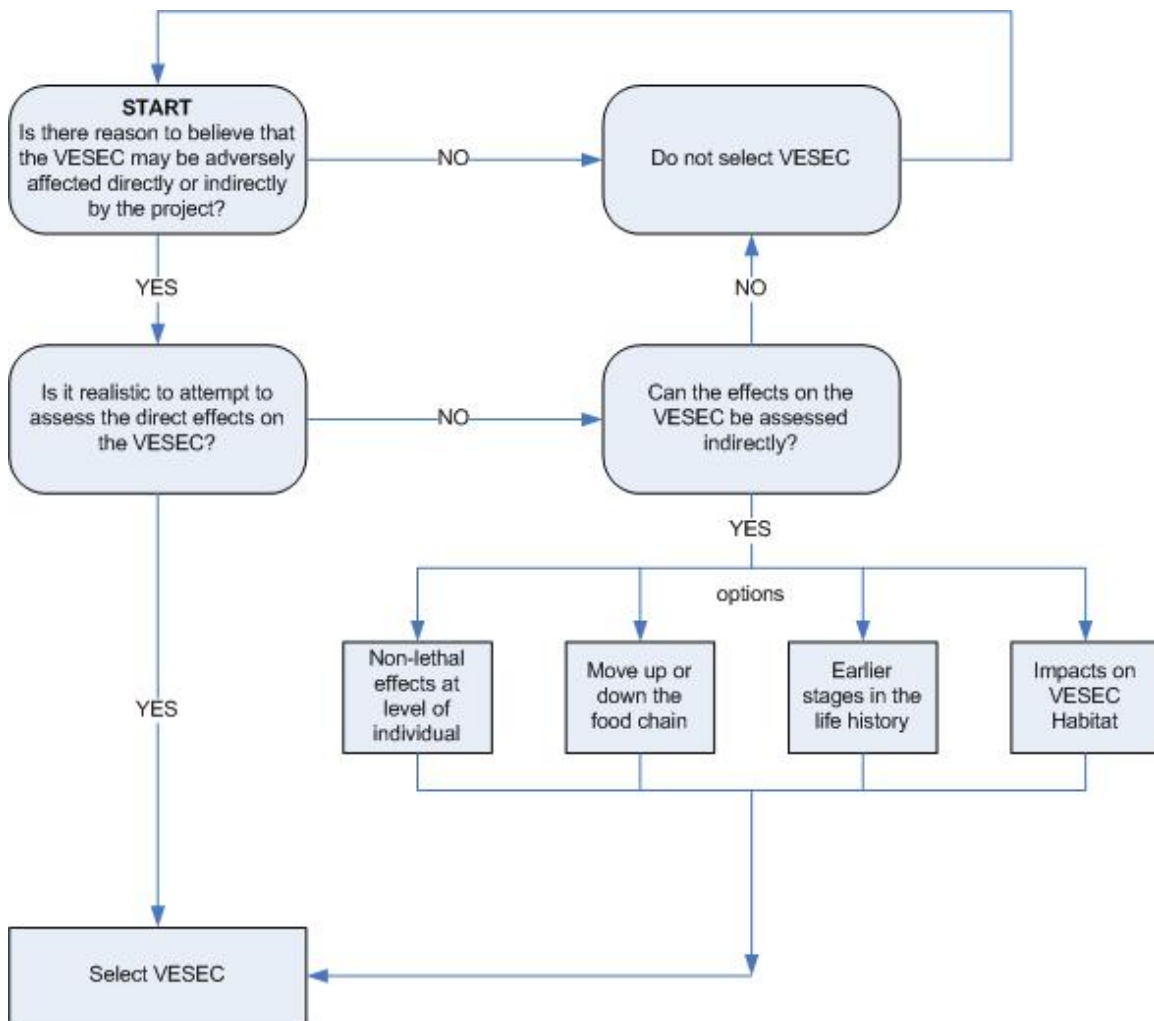 START
Is there reason to believe that
the VESEC may be adversely
affected directly or indirectly
by the project?
NO
Do not select VESEC
YES
NO
Is it realistic to attempt to
assess the direct effects on
the VESEC?
NO
Can the effects on the
VESEC be assessed
indirectly?
YES
options
Non-lethal
effects at
level of
individual
Move up or
down the
food chain
Earlier
stages in the
life history
Impacts on
VESEC
Habitat
YES
Select VESEC